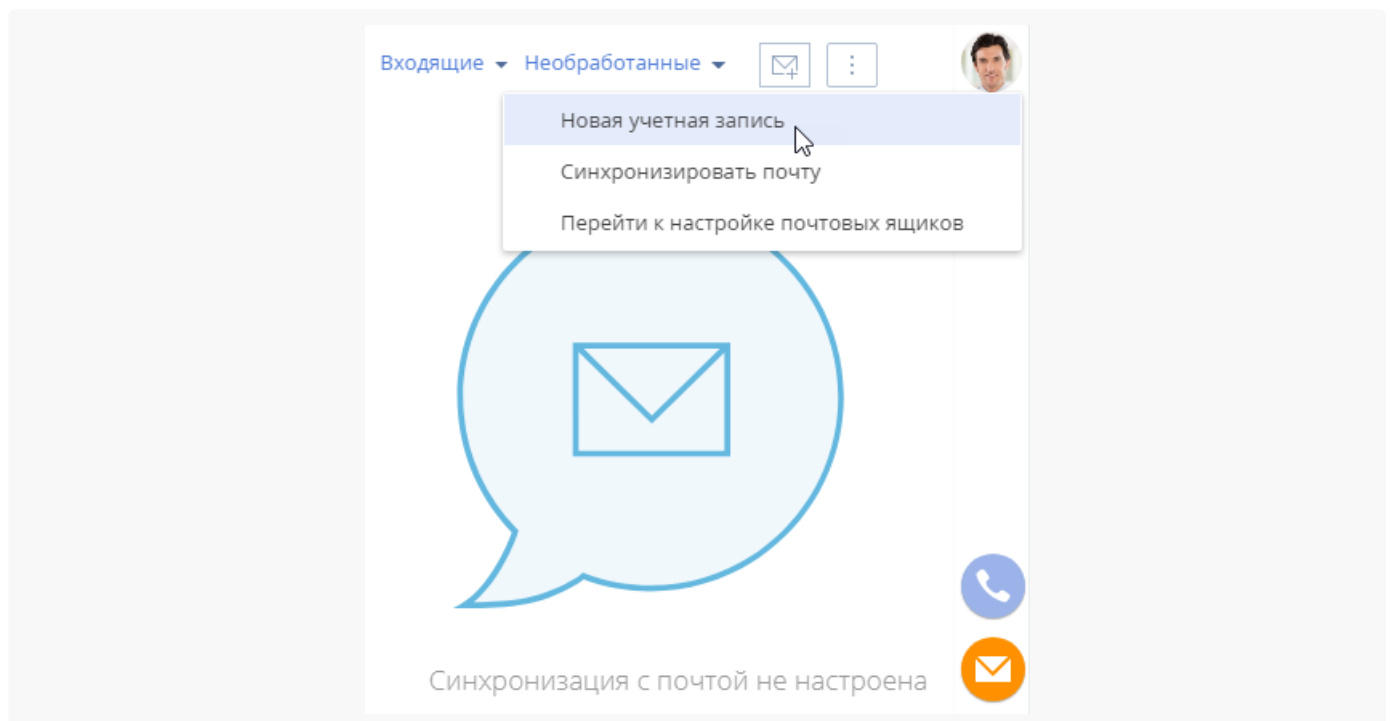 Входящие Необработанные
Новая учетная запись
Синхронизировать почту
Перейти к настройке почтовых ящиков
Синхронизация с почтой не настроена